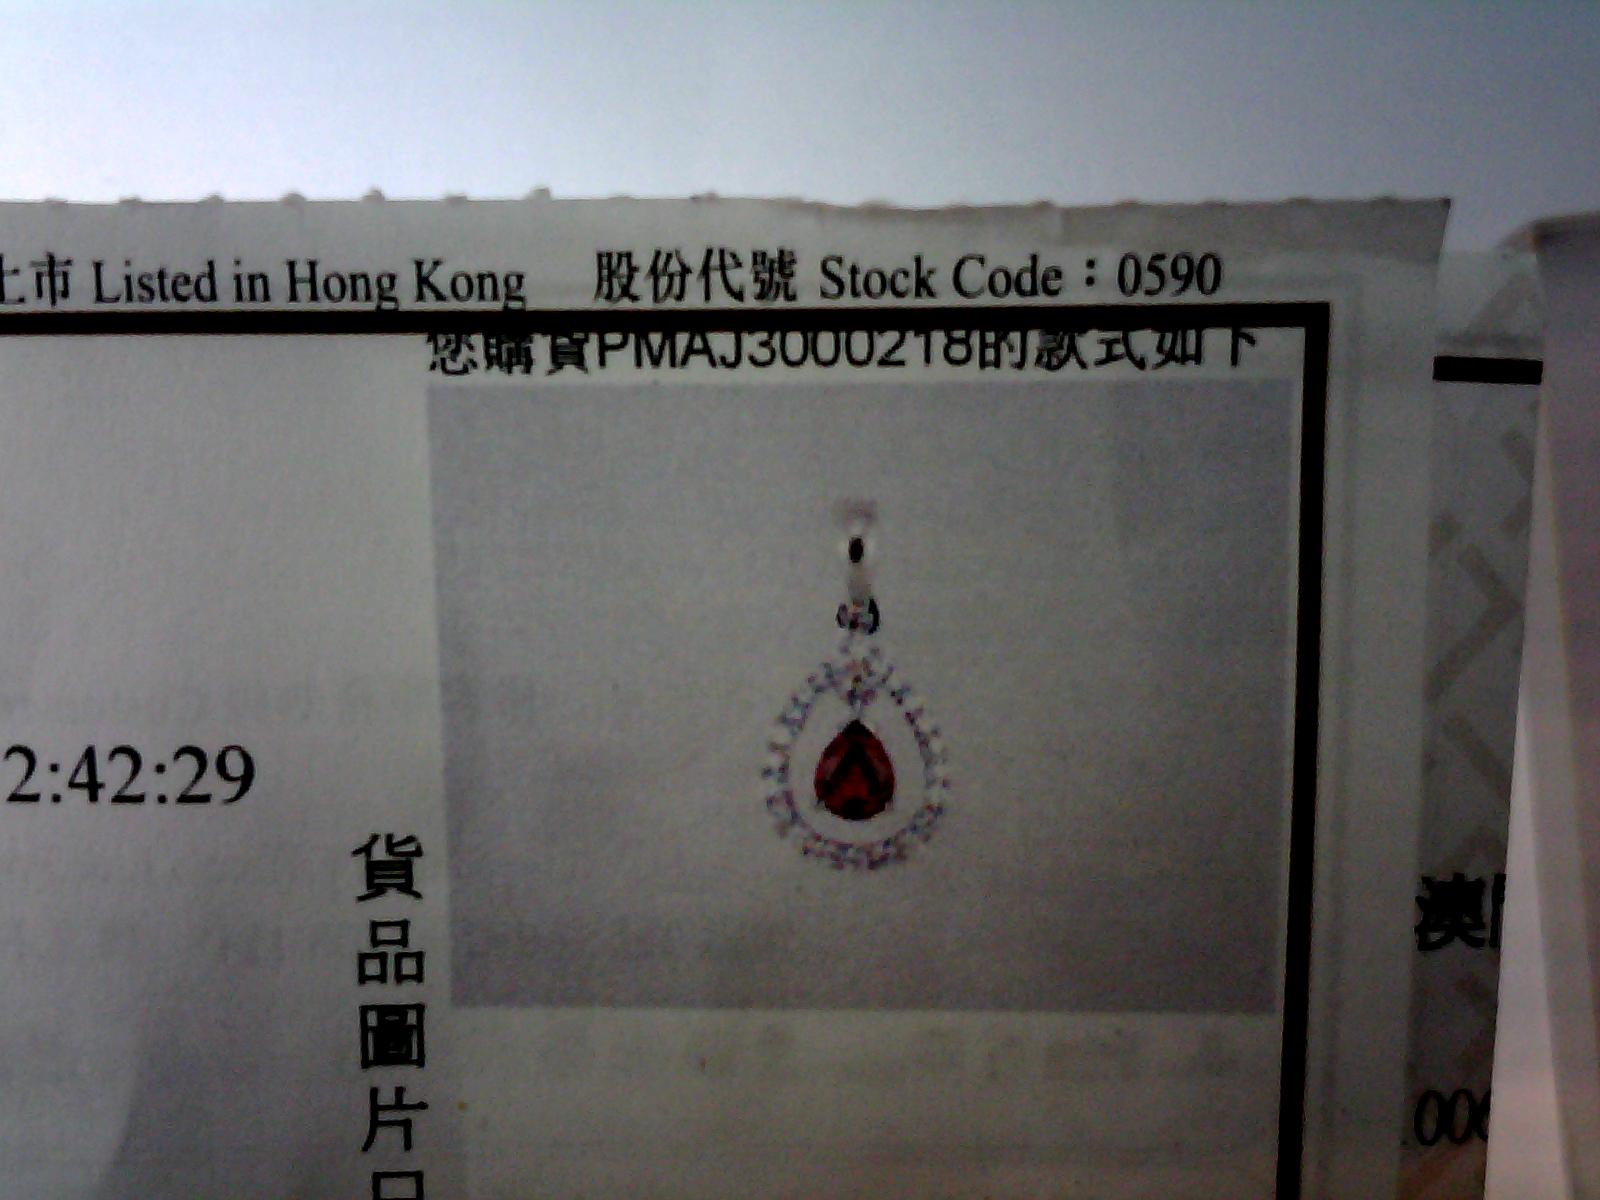 上市 Listed in Hong Kong 股份代號 Stock Code：0590
您購買PMAJ3000218的款式如下
2:42:29
貨品圖片